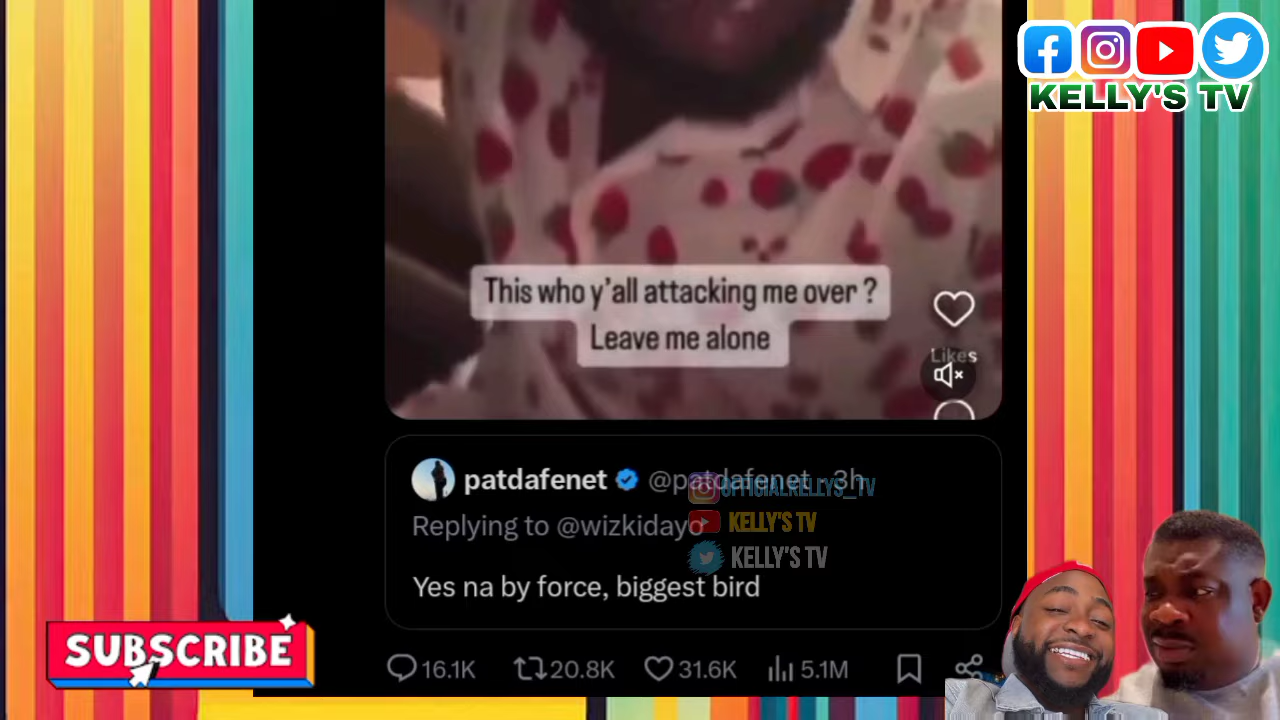 KELLY'S TV
This who y'all attacking me over ?
Leave me alone
Likes
patdafenet @patdafenet · 3h
OFFICIALKELLYS_TV
Replying to @wizkidayo
KELLY'S TV
KELLY'S TV
Yes na by force, biggest bird
SUBSCRIBE
16.1K 20.8K 31.6K 5.1M